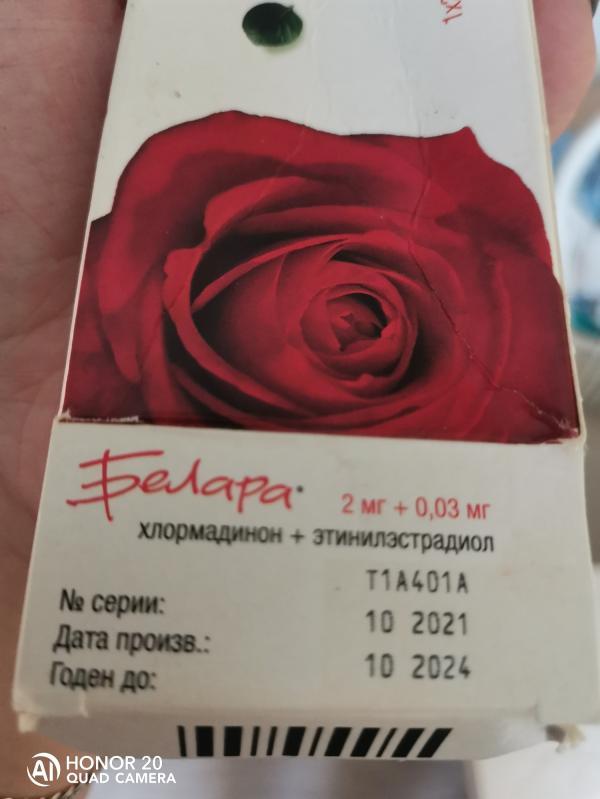 Белара® 2 мг + 0,03 мг
хлормадинон + этинилэстрадиол
№ серии: T1A401A
Дата произв.: 10 2021
Годен до: 10 2024
HONOR 20
QUAD CAMERA